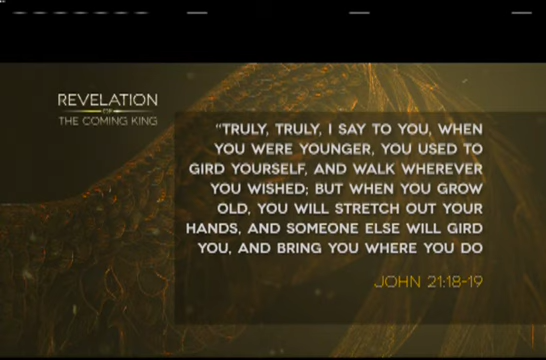 REVELATION
OF
THE COMING KING
“TRULY, TRULY, I SAY TO YOU, WHEN
YOU WERE YOUNGER, YOU USED TO
GIRD YOURSELF, AND WALK WHEREVER
YOU WISHED; BUT WHEN YOU GROW
OLD, YOU WILL STRETCH OUT YOUR
HANDS, AND SOMEONE ELSE WILL GIRD
YOU, AND BRING YOU WHERE YOU DO
JOHN 21:18-19